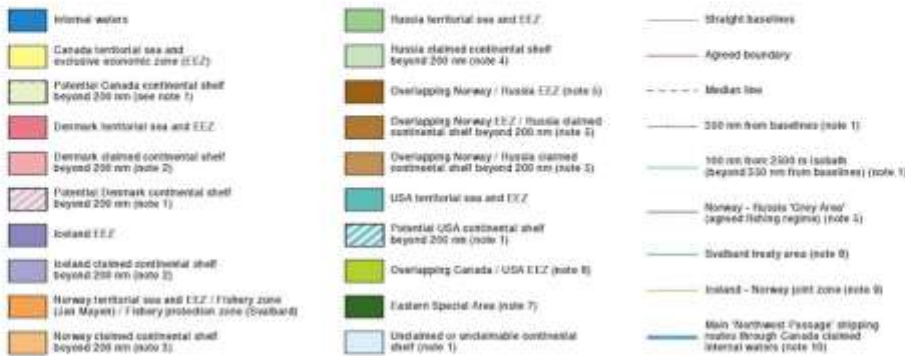 Internal waters
Canada territorial sea and
exclusive economic zone (EEZ)
Potential Canada continental shelf
beyond 200 nm (see note 1)
Denmark territorial sea and EEZ
Denmark claimed continental shelf
beyond 200 nm (note 2)
Potential Denmark continental shelf
beyond 200 nm (note 1)
Iceland EEZ
Iceland claimed continental shelf
beyond 200 nm (note 2)
Norway territorial sea and EEZ / Fishery zone
(Jan Mayen) / Fishery protection zone (Svalbard)
Norway claimed continental shelf
beyond 200 nm (note 3)
Russia territorial sea and EEZ
Russia claimed continental shelf
beyond 200 nm (note 4)
Overlapping Norway / Russia EEZ (note 5)
Overlapping Norway EEZ / Russia claimed
continental shelf beyond 200 nm (note 5)
Overlapping Norway / Russia claimed
continental shelf beyond 200 nm (note 5)
USA territorial sea and EEZ
Potential USA continental shelf
beyond 200 nm (note 1)
Overlapping Canada / USA EEZ (note 6)
Eastern Special Area (note 7)
Unclaimed or unclaimable continental
shelf (note 1)
Straight baselines
Agreed boundary
Median line
350 nm from baselines (note 1)
100 nm from 2500 m isobath
(beyond 350 nm from baselines) (note 1)
Norway - Russia 'Grey Area'
(agreed fishing regime) (note 5)
Svalbard treaty area (note 8)
Iceland - Norway joint zone (note 9)
Main 'Northwest Passage' shipping
routes through Canada claimed
internal waters (note 10)